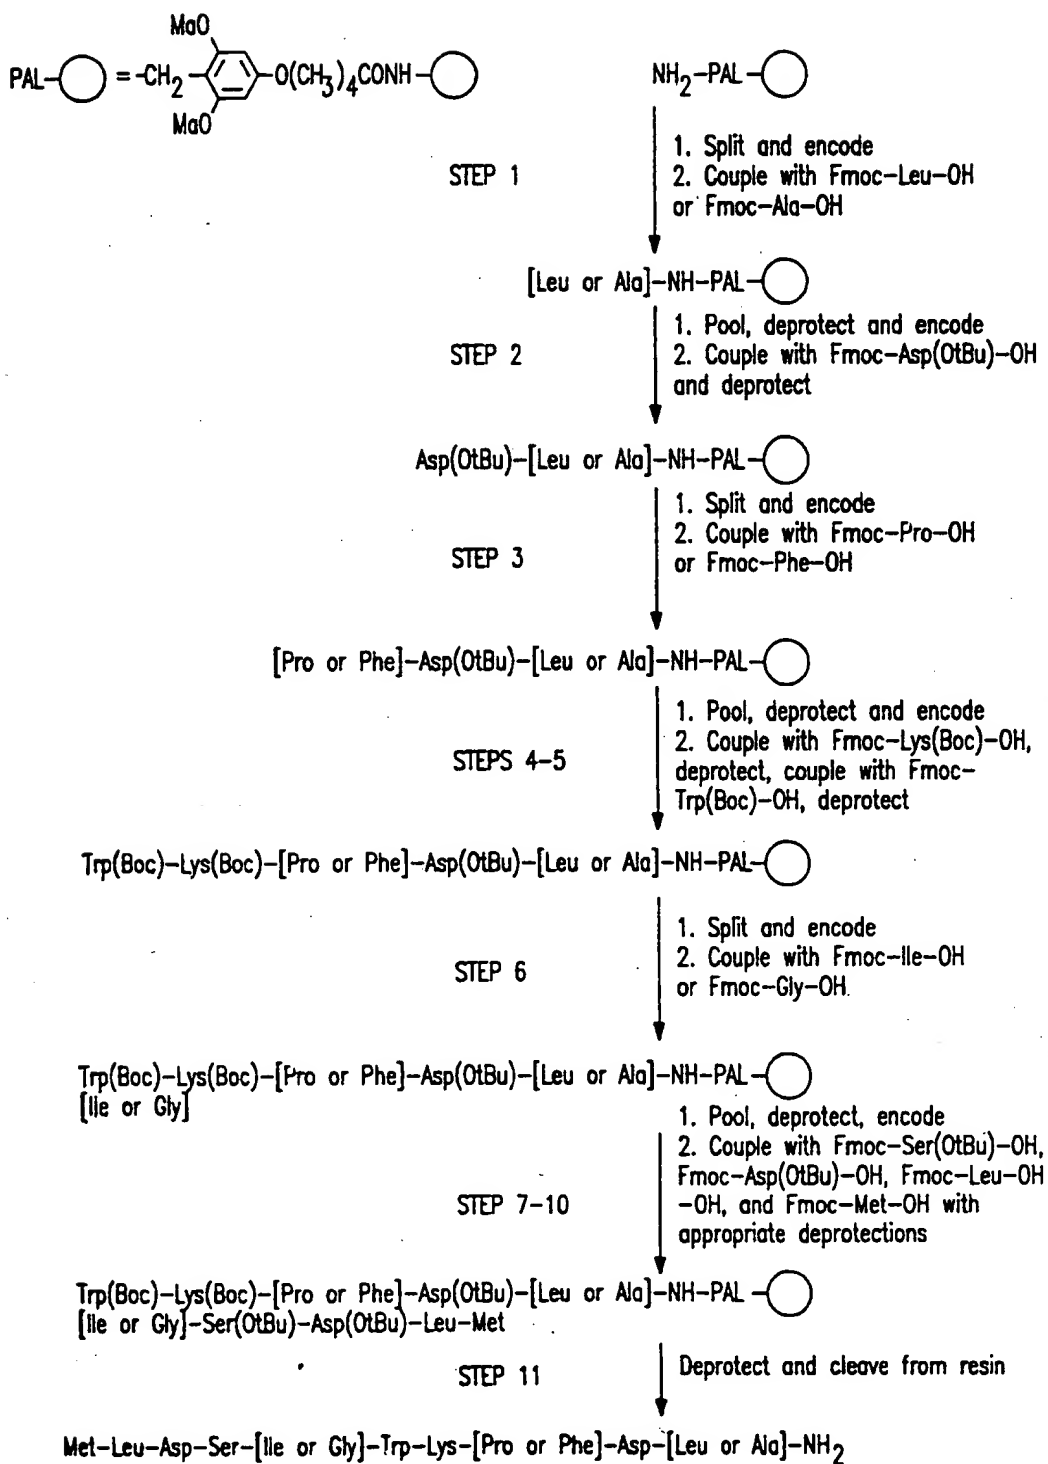 MaO
PAL-○=-CH2-O(CH3)4CONH-○
MaO
NH2-PAL-○
STEP 1
1. Split and encode
2. Couple with Fmoc-Leu-OH
or Fmoc-Ala-OH
[Leu or Ala]-NH-PAL-○
STEP 2
1. Pool, deprotect and encode
2. Couple with Fmoc-Asp(OtBu)-OH
and deprotect
Asp(OtBu)-[Leu or Ala]-NH-PAL-○
STEP 3
1. Split and encode
2. Couple with Fmoc-Pro-OH
or Fmoc-Phe-OH
[Pro or Phe]-Asp(OtBu)-[Leu or Ala]-NH-PAL-○
STEPS 4-5
1. Pool, deprotect and encode
2. Couple with Fmoc-Lys(Boc)-OH,
deprotect, couple with Fmoc-
Trp(Boc)-OH, deprotect
Trp(Boc)-Lys(Boc)-[Pro or Phe]-Asp(OtBu)-[Leu or Ala]-NH-PAL-○
STEP 6
1. Split and encode
2. Couple with Fmoc-Ile-OH
or Fmoc-Gly-OH.
Trp(Boc)-Lys(Boc)-[Pro or Phe]-Asp(OtBu)-[Leu or Ala]-NH-PAL-○
[Ile or Gly]
STEP 7-10
1. Pool, deprotect, encode
2. Couple with Fmoc-Ser(OtBu)-OH,
Fmoc-Asp(OtBu)-OH, Fmoc-Leu-OH
-OH, and Fmoc-Met-OH with
appropriate deprotections
Trp(Boc)-Lys(Boc)-[Pro or Phe]-Asp(OtBu)-[Leu or Ala]-NH-PAL-○
[Ile or Gly]-Ser(OtBu)-Asp(OtBu)-Leu-Met
STEP 11
Deprotect and cleave from resin
Met-Leu-Asp-Ser-[Ile or Gly]-Trp-Lys-[Pro or Phe]-Asp-[Leu or Ala]-NH2